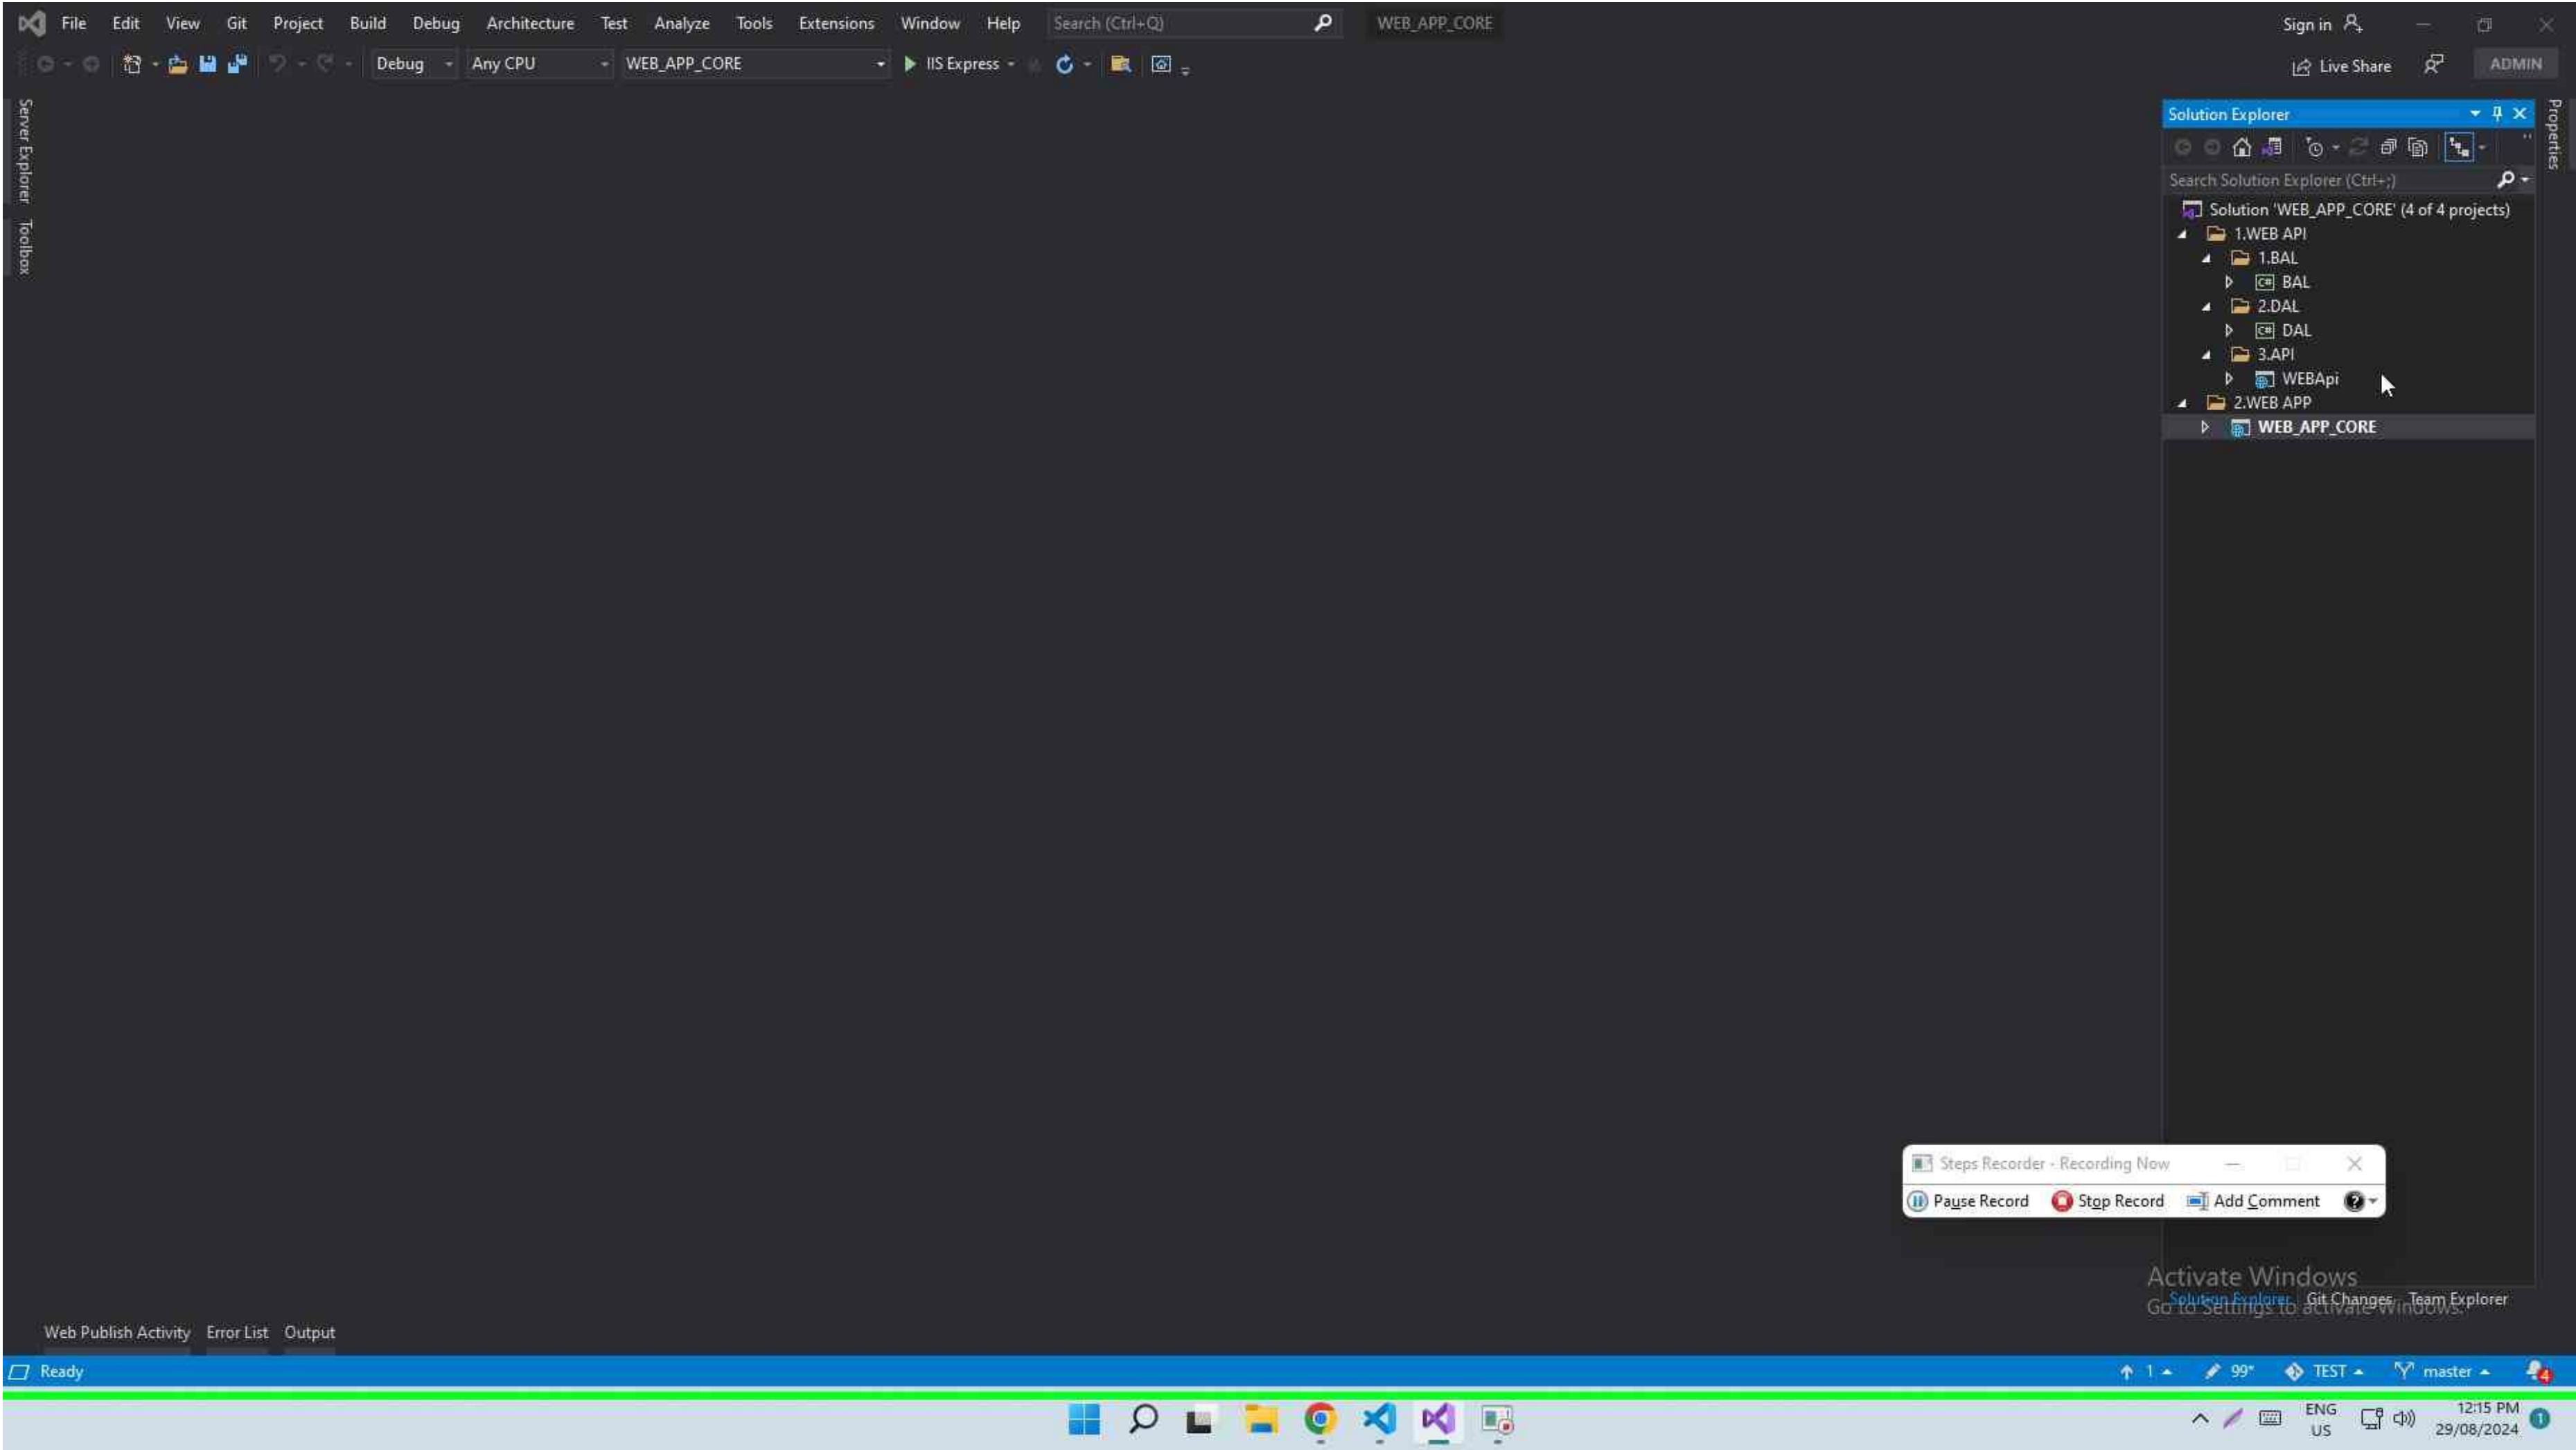 File Edit View Git Project Build Debug Architecture Test Analyze Tools Extensions Window Help Search (Ctrl+Q) WEB_APP_CORE Sign in
Debug Any CPU WEB_APP_CORE IIS Express Live Share ADMIN
Server Explorer
Toolbox
Solution Explorer
Properties
Search Solution Explorer (Ctrl+;)
Solution 'WEB_APP_CORE' (4 of 4 projects)
1.WEB API
1.BAL
C# BAL
2.DAL
C# DAL
3.API
WEBApi
2.WEB APP
WEB_APP_CORE
Steps Recorder - Recording Now
Pause Record Stop Record Add Comment
Activate Windows
Go to Settings to activate Windows.
Solution Explorer Git Changes Team Explorer
Web Publish Activity Error List Output
Ready 1 99* TEST master 4
ENG
US
12:15 PM
29/08/2024
1